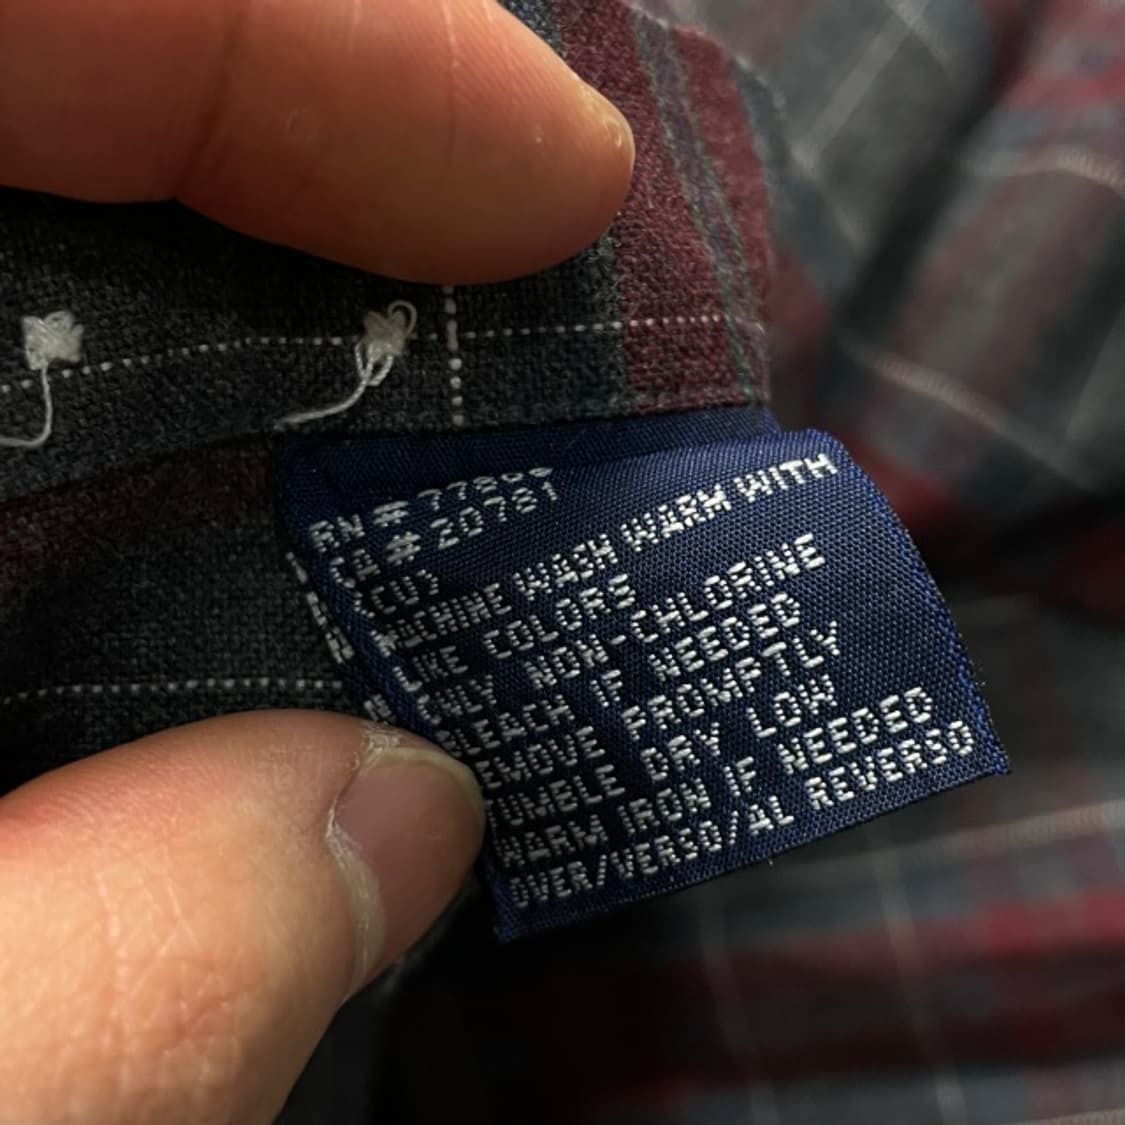 RN #
CA # 20781
(CU)
MACHINE WASH WARM WITH
LIKE COLORS
ONLY NON-CHLORINE
BLEACH IF NEEDED
REMOVE PROMPTLY
TUMBLE DRY LOW
WARM IRON IF NEEDED
OVER/VERSO/AL REVERSO